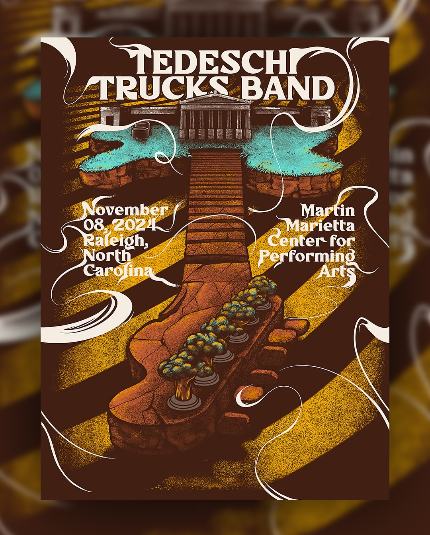 TEDESCHI
TRUCKS BAND
November
08, 2024
Raleigh,
North
Carolina
Martin
Marietta
Center for
Performing
Arts